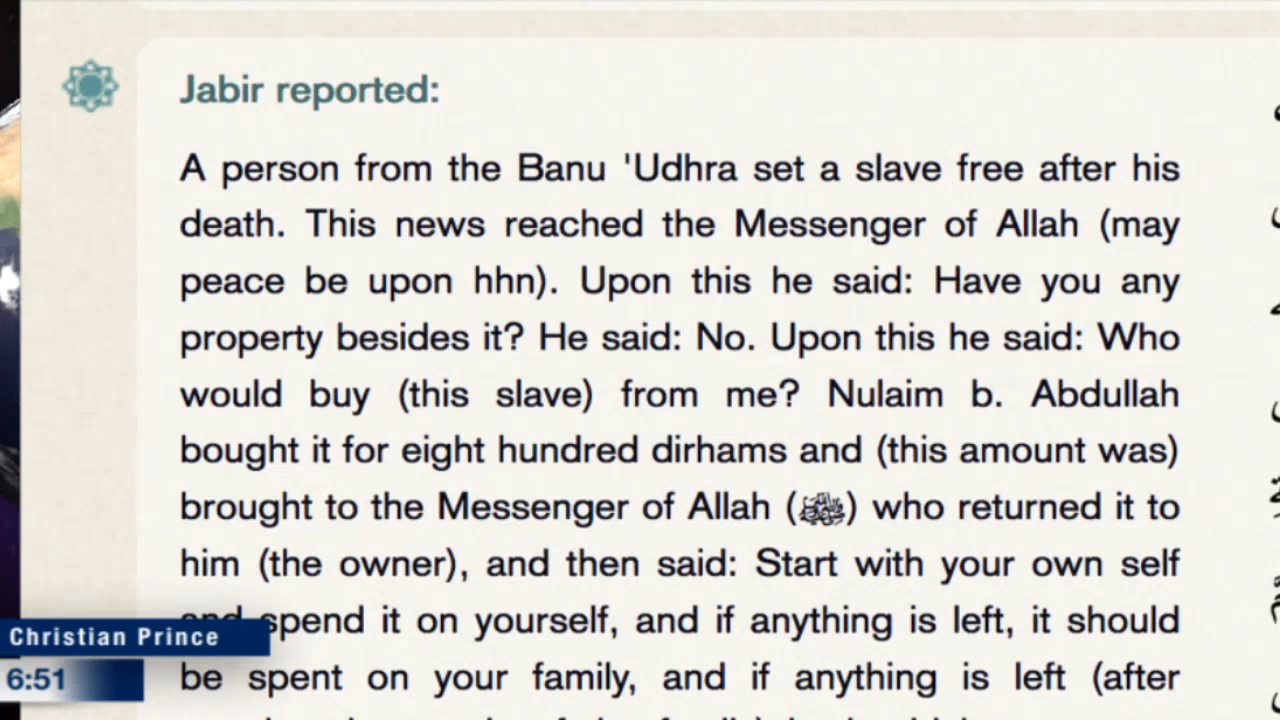 Jabir reported:
A person from the Banu 'Udhra set a slave free after his
death. This news reached the Messenger of Allah (may
peace be upon hhn). Upon this he said: Have you any
property besides it? He said: No. Upon this he said: Who
would buy (this slave) from me? Nulaim b. Abdullah
bought it for eight hundred dirhams and (this amount was)
brought to the Messenger of Allah (ﷺ) who returned it to
him (the owner), and then said: Start with your own self
and spend it on yourself, and if anything is left, it should
be spent on your family, and if anything is left (after
Christian Prince
6:51